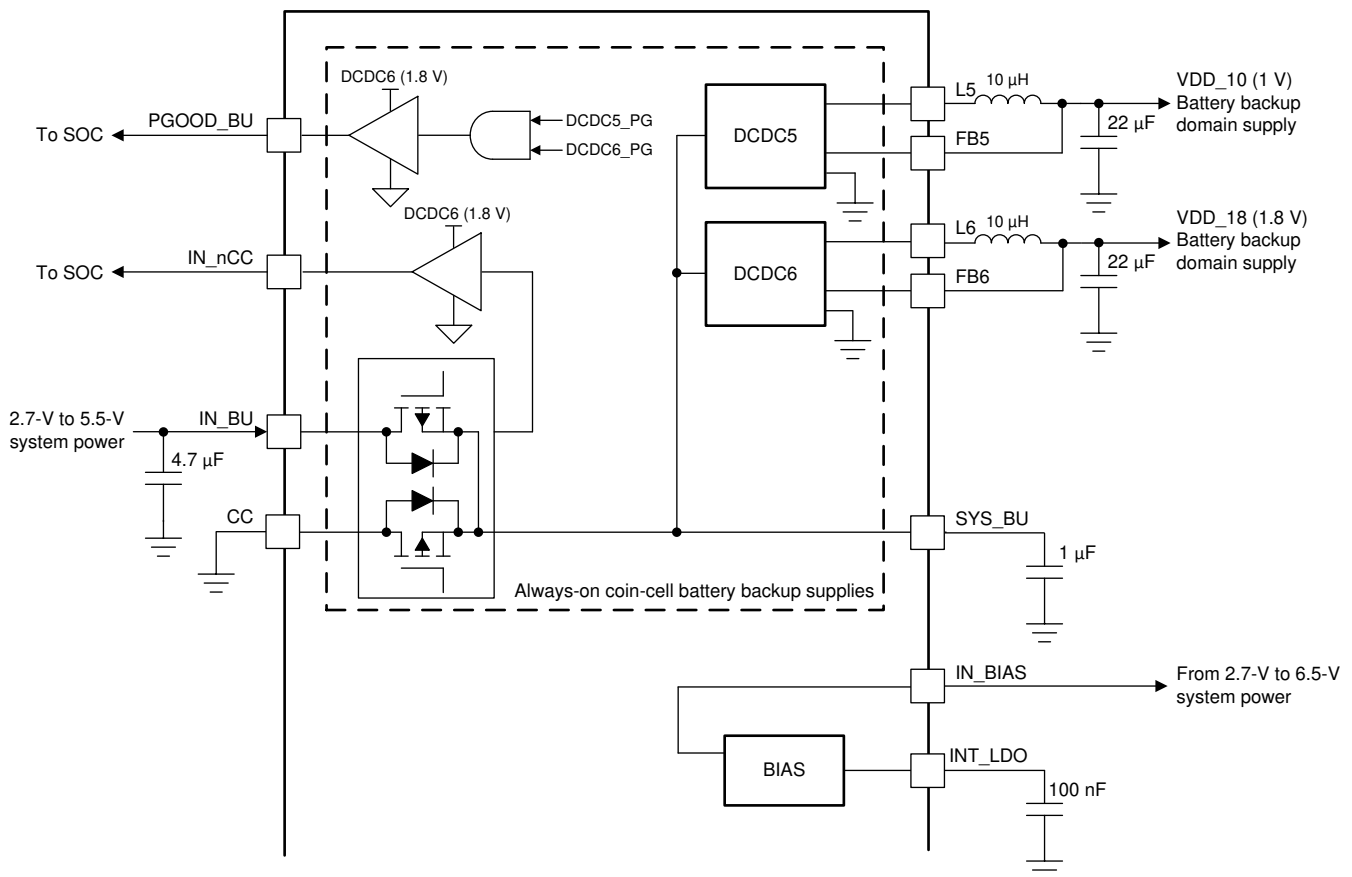 DCDC6 (1.8 V)
PGOOD_BU
To SOC
DCDC5_PG
DCDC6_PG
DCDC6 (1.8 V)
IN_nCC
To SOC
2.7-V to 5.5-V
system power
IN_BU
4.7 µF
CC
Always-on coin-cell battery backup supplies
DCDC5
DCDC6
L5
10 µH
FB5
22 µF
VDD_10 (1 V)
Battery backup
domain supply
L6
10 µH
FB6
22 µF
VDD_18 (1.8 V)
Battery backup
domain supply
SYS_BU
1 µF
IN_BIAS
From 2.7-V to 6.5-V
system power
BIAS
INT_LDO
100 nF